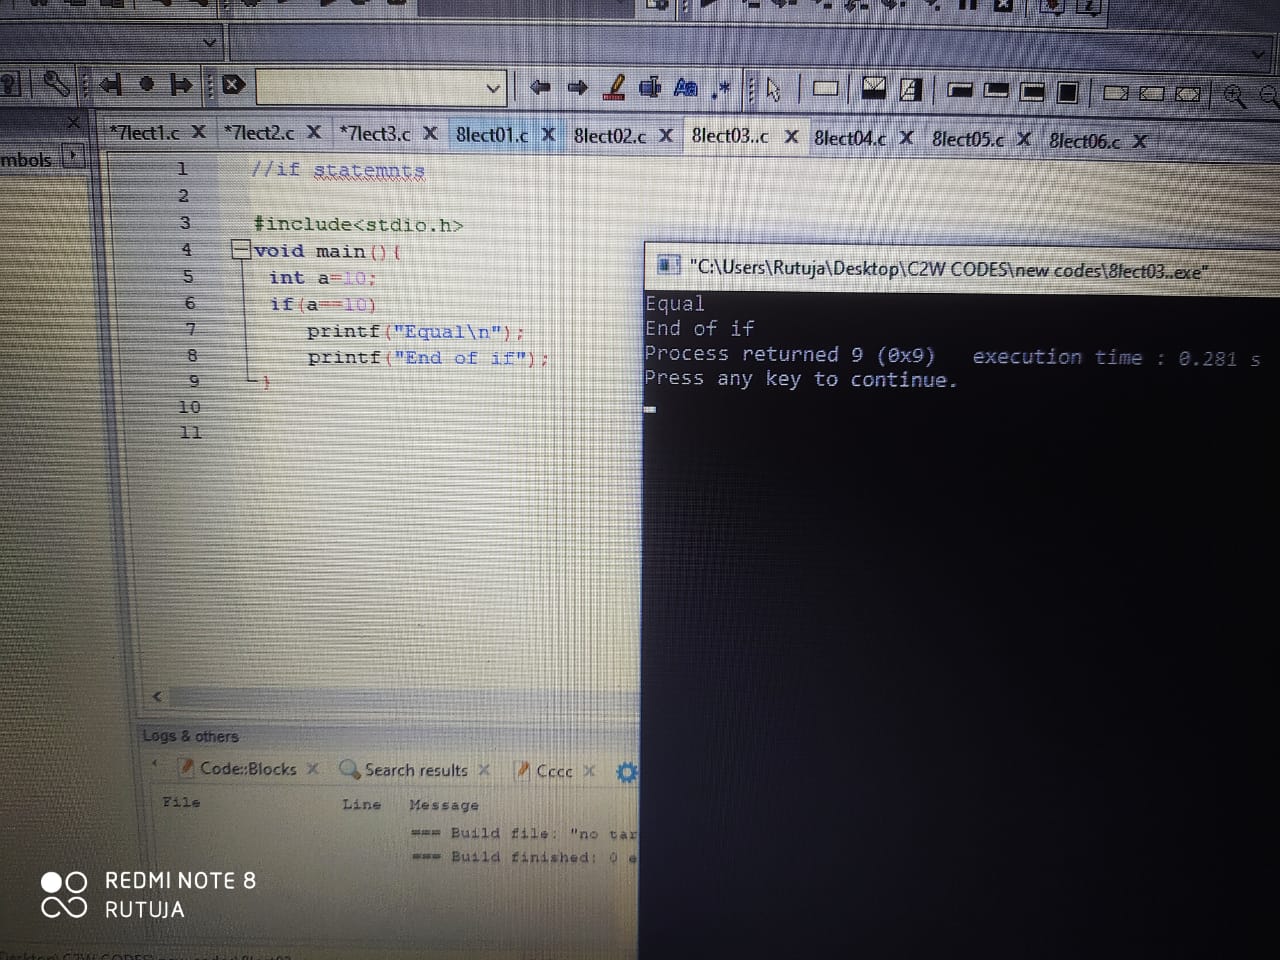 *7lect1.c X *7lect2.c X *7lect3.c X 8lect01.c X 8lect02.c X 8lect03..c X 8lect04.c X 8lect05.c X 8lect06.c X
mbols
1 //if statemnts
2
3 #include<stdio.h>
4 void main(){
5 int a=10;
6 if(a==10)
7 printf("Equal\n");
8 printf("End of if");
9 }
10
11
"C:\Users\Rutuja\Desktop\C2W CODES\new codes\8lect03..exe"
Equal
End of if
Process returned 9 (0x9) execution time : 0.281 s
Press any key to continue.
Logs & others
Code::Blocks X Search results X Cccc X
File Line Message
=== Build file: "no tar
=== Build finished: 0 e
REDMI NOTE 8
RUTUJA